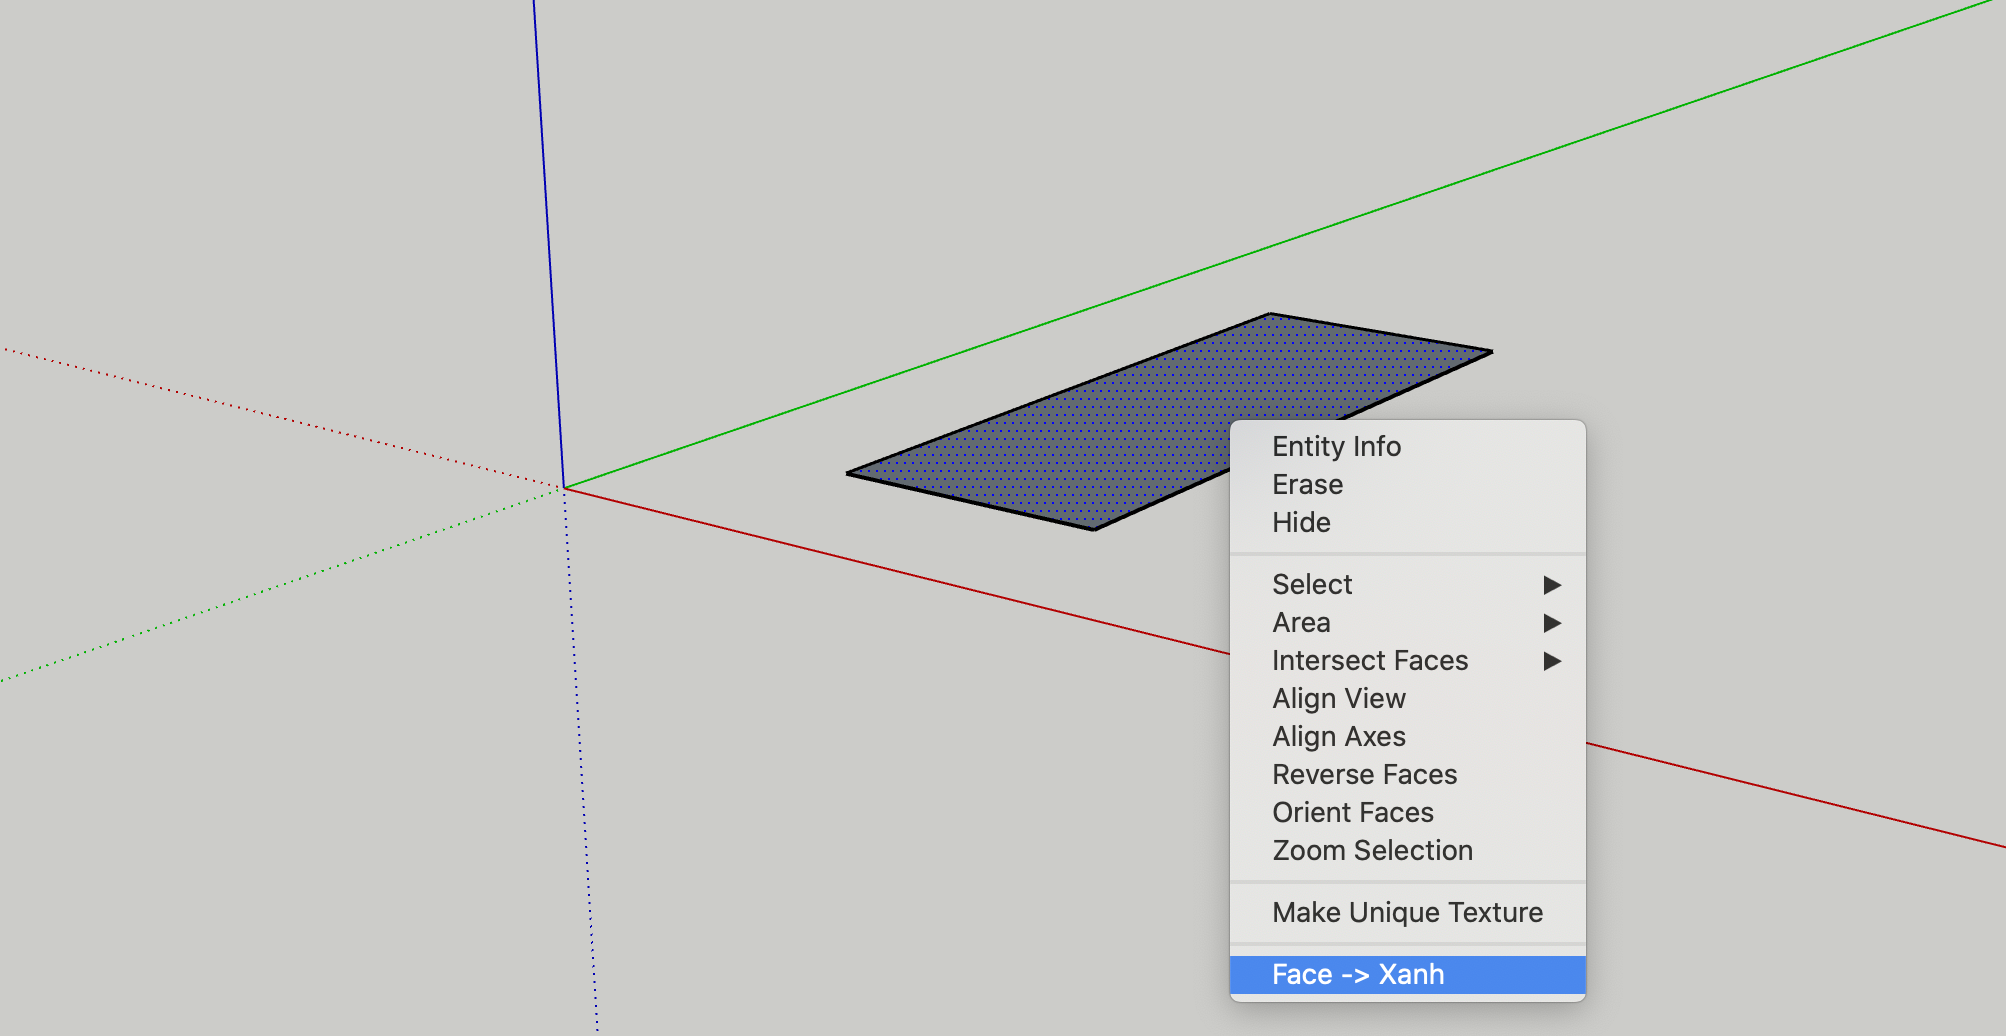 Entity Info
Erase
Hide
Select
Area
Intersect Faces
Align View
Align Axes
Reverse Faces
Orient Faces
Zoom Selection
Make Unique Texture
Face -> Xanh